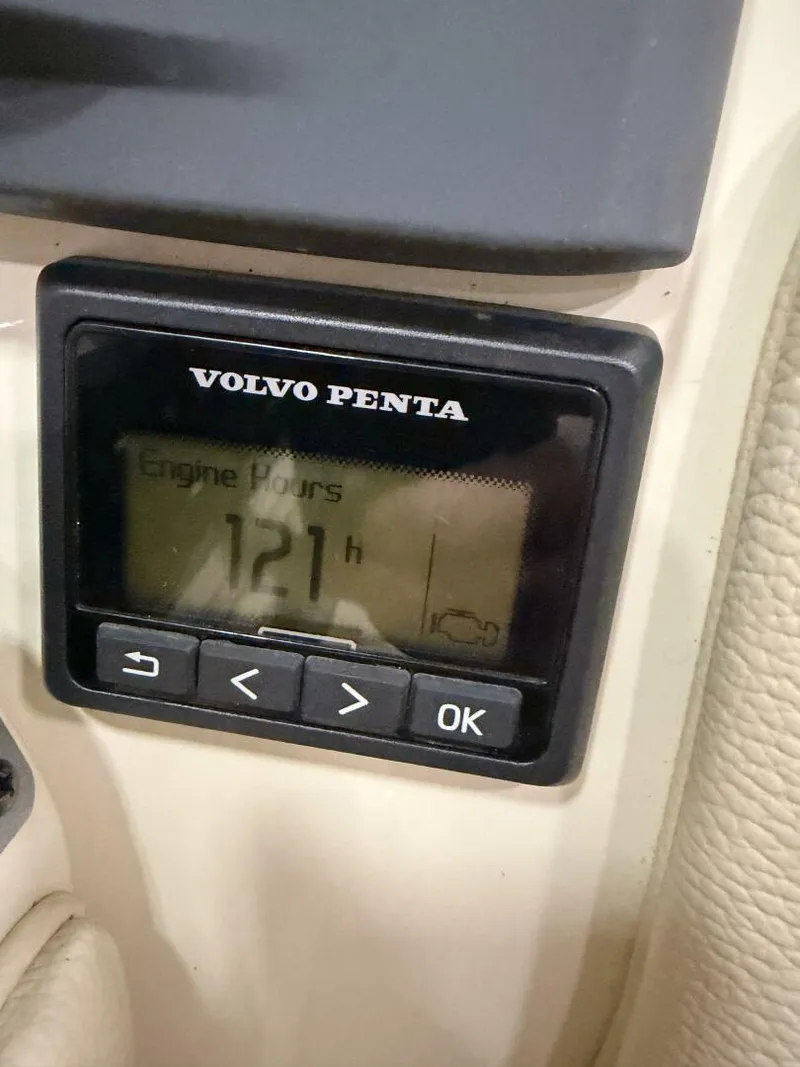 VOLVO PENTA
Engine Hours
121 h
< > OK